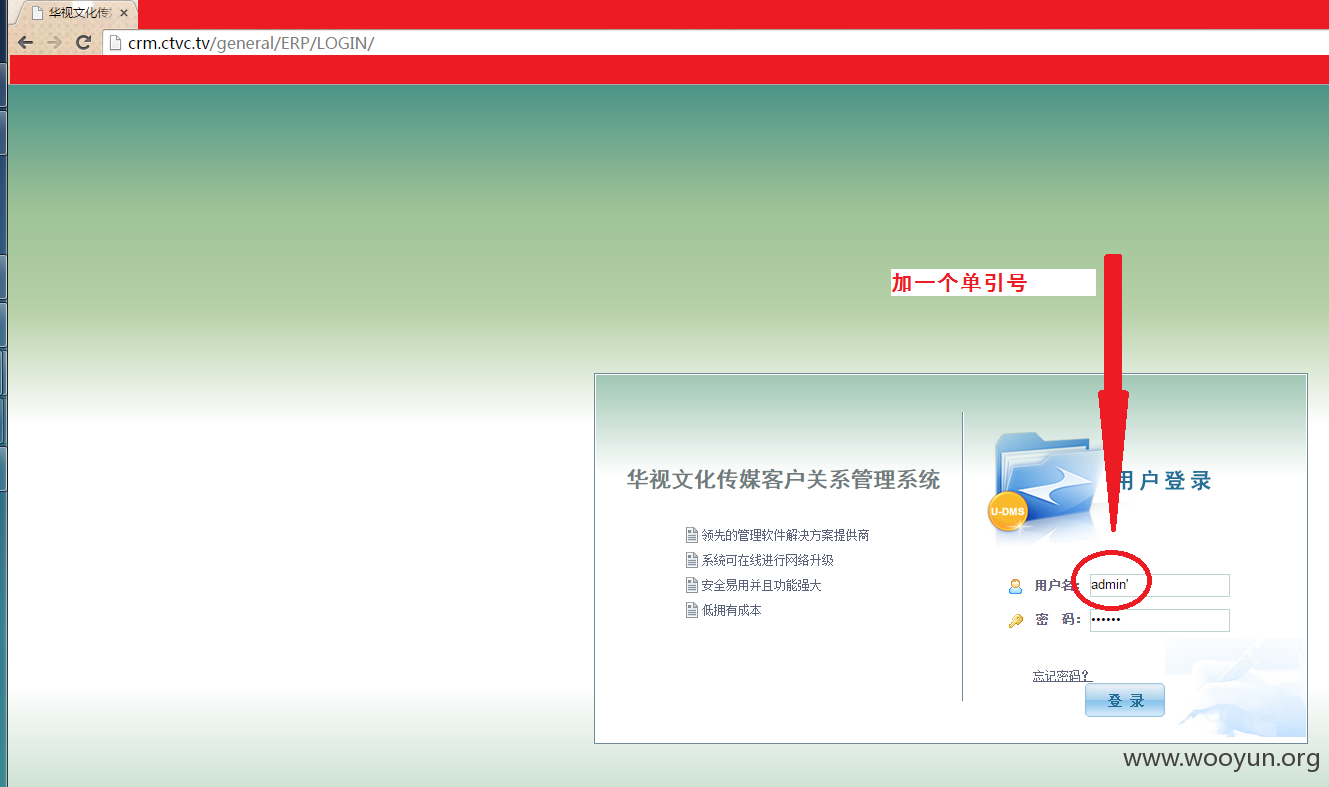 华视文化传
crm.ctvc.tv/general/ERP/LOGIN/
加一个单引号
华视文化传媒客户关系管理系统
领先的管理软件解决方案提供商
系统可在线进行网络升级
安全易用并且功能强大
低拥有成本
U-DMS
用户登录
用户名: admin'
密 码: ••••••
忘记密码?
登 录
www.wooyun.org